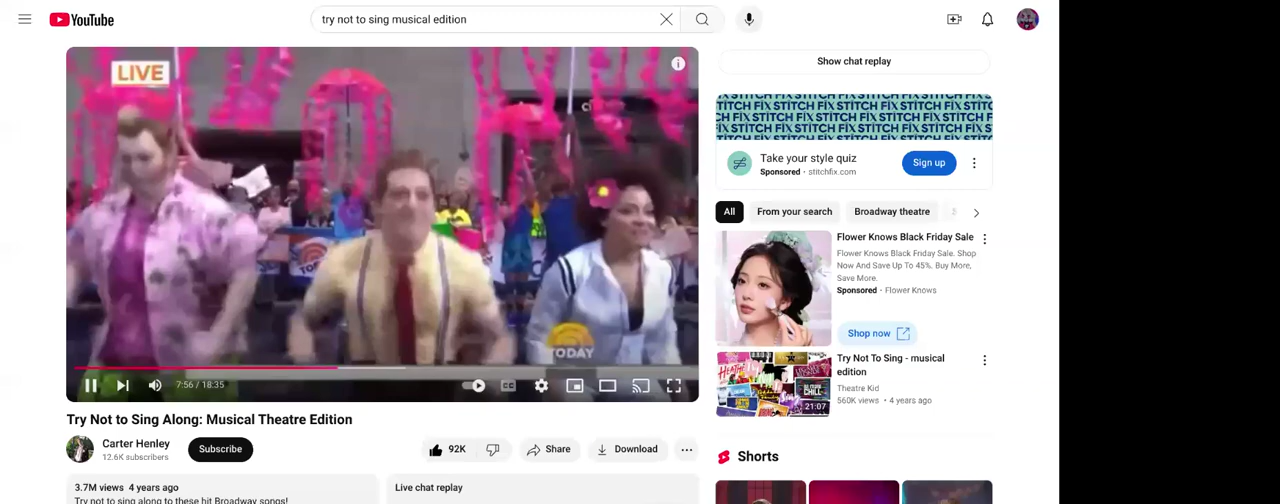 YouTube
try not to sing musical edition
LIVE
TODAY
7:56 / 18:35
Try Not to Sing Along: Musical Theatre Edition
Carter Henley
12.6K subscribers
Subscribe
92K
Share
Download
3.7M views 4 years ago
Try not to sing along to these hit Broadway songs!
Live chat replay
Show chat replay
STITCH FIX STITCH FIX STITCH FIX STITCH FIX
Take your style quiz
Sponsored · stitchfix.com
Sign up
All
From your search
Broadway theatre
Flower Knows Black Friday Sale
Flower Knows Black Friday Sale. Shop
Now And Save Up To 45%. Buy More,
Save More.
Sponsored · Flower Knows
Shop now
Try Not To Sing - musical
edition
Theatre Kid
560K views · 4 years ago
21:07
Shorts